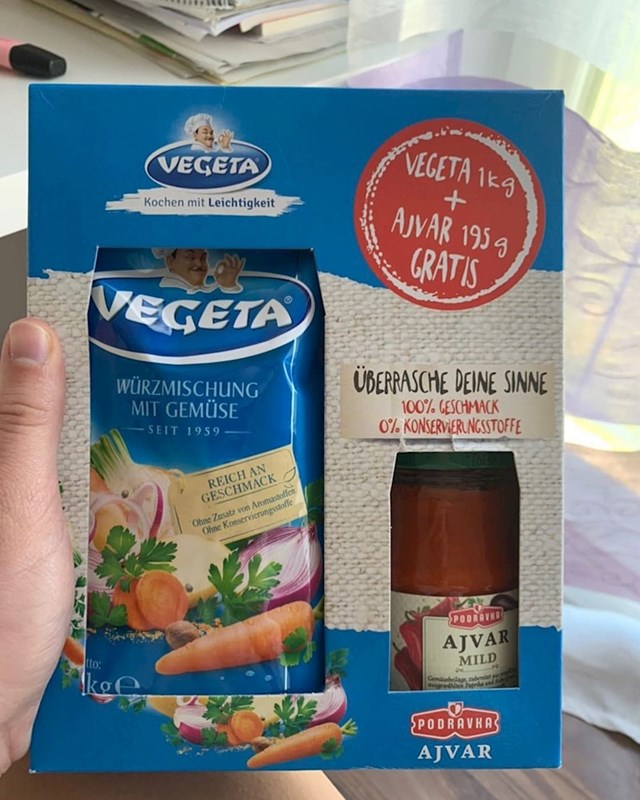 VEGETA
Kochen mit Leichtigkeit
VEGETA 1kg
+
AJVAR 195g
GRATIS
VEGETA®
WÜRZMISCHUNG
MIT GEMÜSE
SEIT 1959
REICH AN
GESCHMACK
Ohne Zusatz von Aromastoffen
Ohne Konservierungsstoffe
kg e
ÜBERRASCHE DEINE SINNE
100% GESCHMACK
0% KONSERVIERUNGSSTOFFE
PODRAVKA
AJVAR
MILD
PODRAVKA
AJVAR